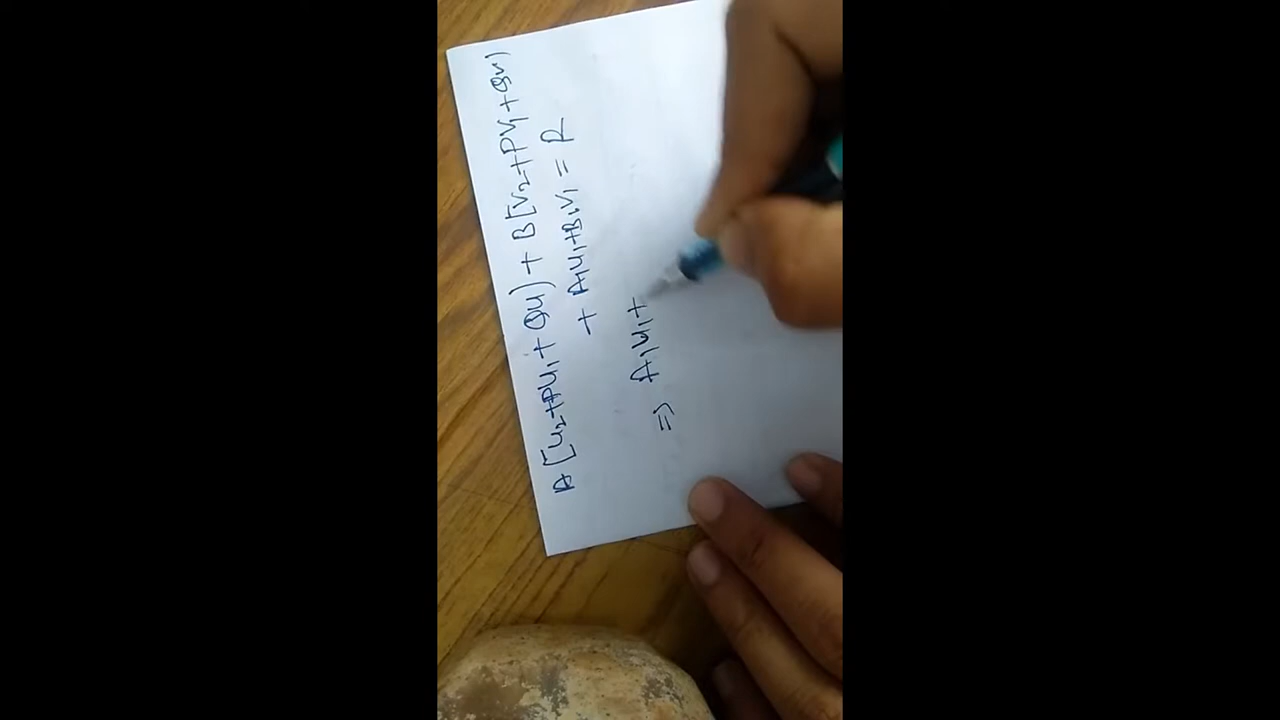 A[u₂+Pu₁+Qu)+B[v₂+Pv₁+Qv)
+A₁u₁+B₁v₁=R
⇒ A₁u₁+